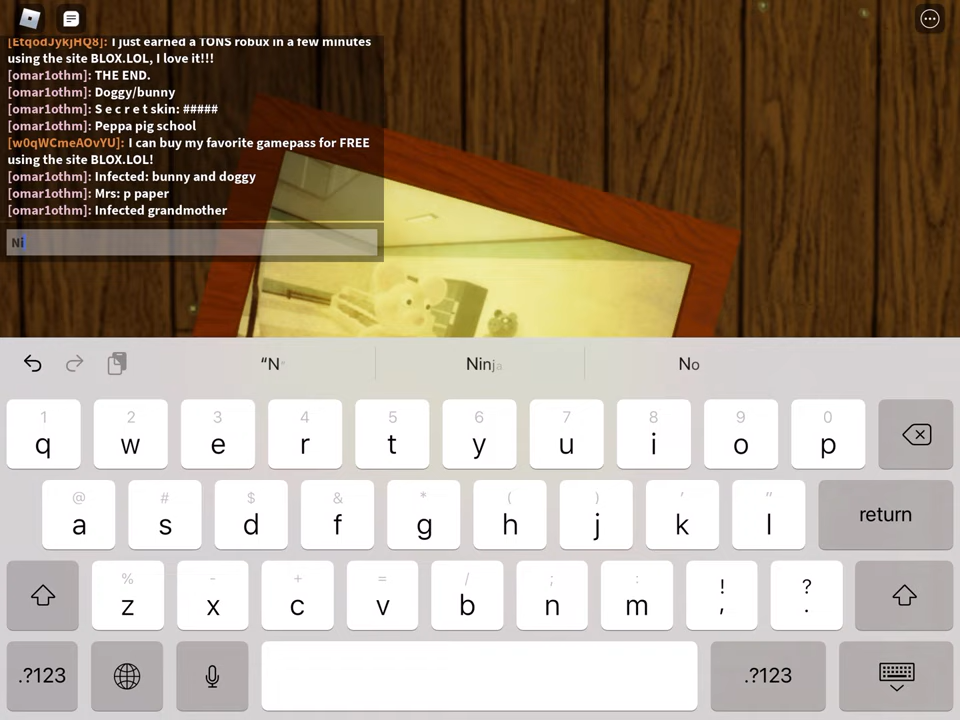 [EtqodJykjHQ8]: I just earned a TONS robux in a few minutes
using the site BLOX.LOL, I love it!!!
[omar1othm]: THE END.
[omar1othm]: Doggy/bunny
[omar1othm]: S e c r e t skin: #####
[omar1othm]: Peppa pig school
[w0qWCmeAOvYU]: I can buy my favorite gamepass for FREE
using the site BLOX.LOL!
[omar1othm]: Infected: bunny and doggy
[omar1othm]: Mrs: p paper
[omar1othm]: Infected grandmother
Ni
“N Ninja No
1 2 3 4 5 6 7 8 9 0
q w e r t y u i o p
@ # $ & * ( ) ' "
a s d f g h j k l return
% - + = / ; : ! ?
z x c v b n m , .
.?123 .?123